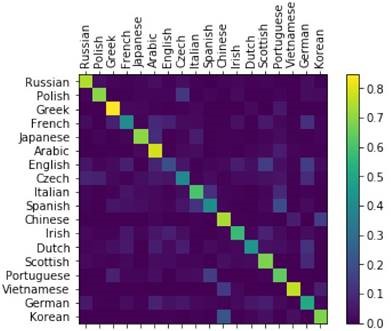 Russian
Polish
Greek
French
Japanese
Arabic
English
Czech
Italian
Spanish
Chinese
Irish
Dutch
Scottish
Portuguese
Vietnamese
German
Korean
Russian
Polish
Greek
French
Japanese
Arabic
English
Czech
Italian
Spanish
Chinese
Irish
Dutch
Scottish
Portuguese
Vietnamese
German
Korean
0.8
0.7
0.6
0.5
0.4
0.3
0.2
0.1
0.0